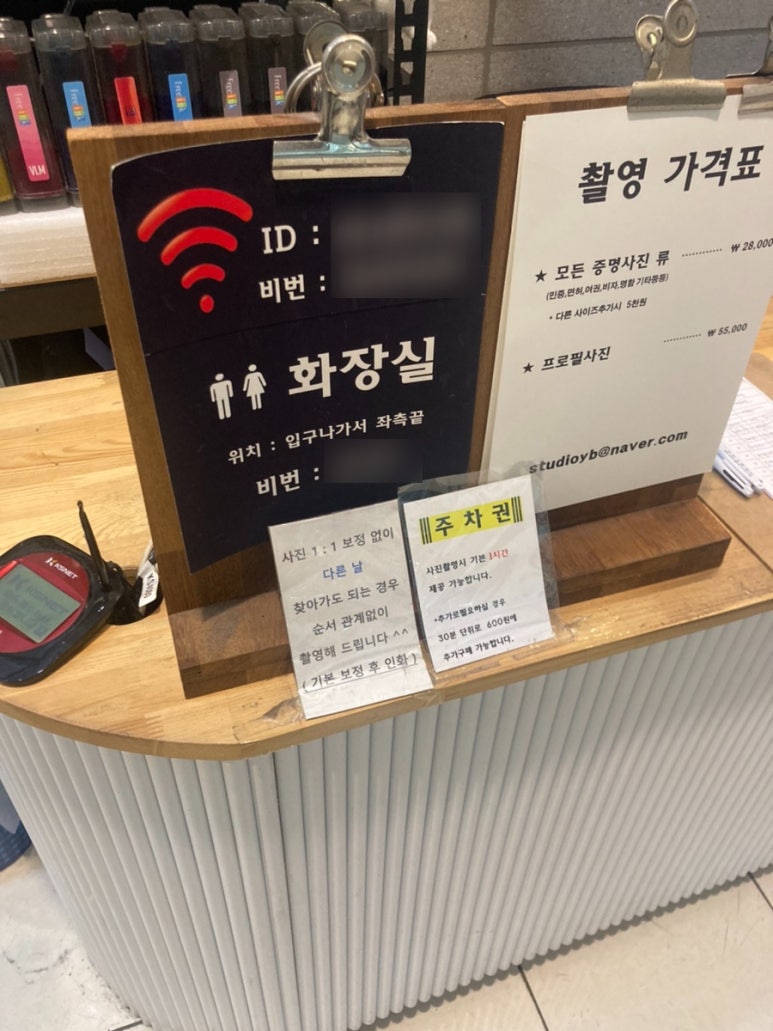 VLM
Free Ink
Free Ink
Free Ink
ID :
비번 :
화장실
위치 : 입구나가서 좌측끝
비번 :
촬영 가격표
★ 모든 증명사진 류 ············ ₩ 28,000
(민증,면허,여권,비자,명함 기타등등)
* 다른 사이즈추가시 5천원
★ 프로필사진 ············ ₩ 55,000
studioyb@naver.com
KSNET
사진 1 : 1 보정 없이
다른 날
찾아가도 되는 경우
순서 관계없이
촬영해 드립니다 ^^
( 기본 보정 후 인화 )
주 차 권
사진촬영시 기본 1시간
제공 가능합니다.
*추가로필요하실 경우
30분 단위로 600원에
추가구매 가능합니다.